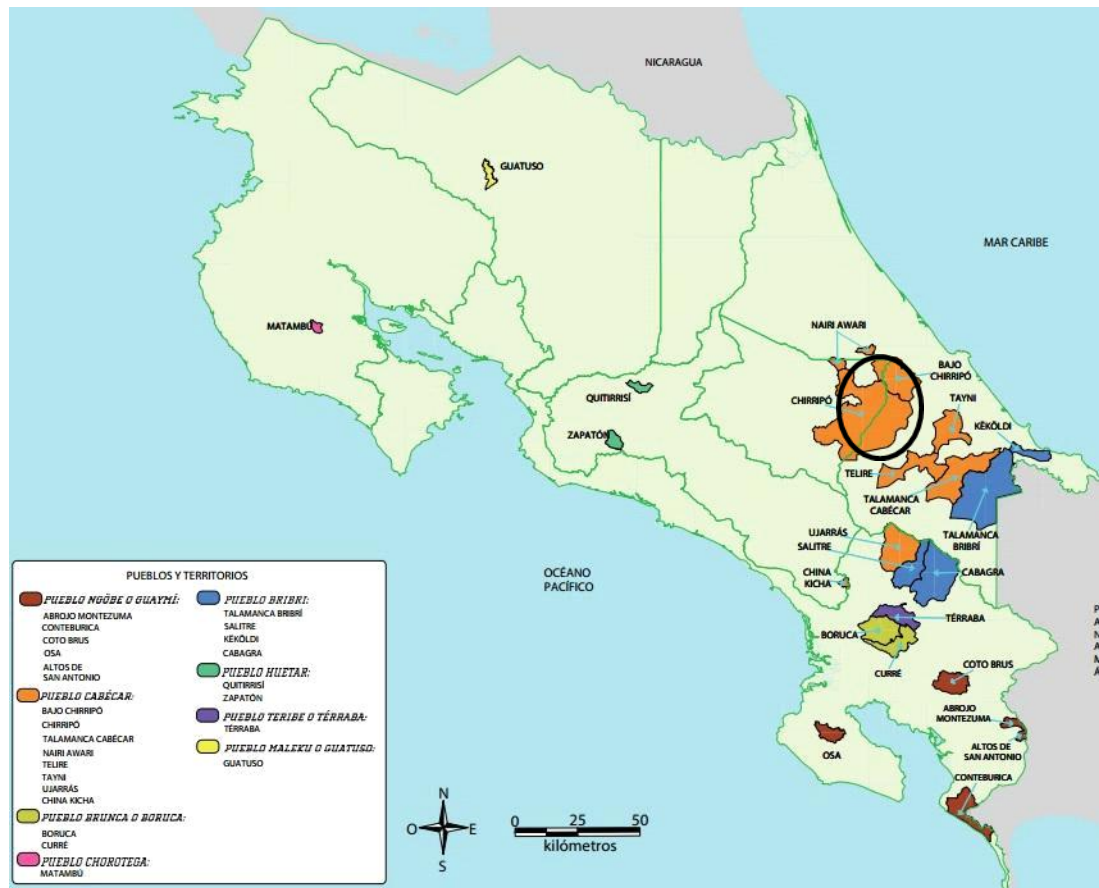 NICARAGUA
GUATUSO
MAR CARIBE
MATAMBÚ
NAIRI AWARI
BAJO
CHIRRIPÓ
QUITIRRISÍ
CHIRRIPÓ
TAYNI
ZAPATÓN
KÉKÖLDI
TELIRE
TALAMANCA
CABÉCAR
UJARRÁS
SALITRE
TALAMANCA
BRIBRÍ
CHINA
KICHA
CABAGRA
OCÉANO
PACÍFICO
TÉRRABA
BORUCA
CURRÉ
COTO BRUS
ABROJO
MONTEZUMA
OSA
ALTOS DE
SAN ANTONIO
CONTEBURICA
PUEBLOS Y TERRITORIOS
PUEBLO NGÖBE O GUAYMÍ:
ABROJO MONTEZUMA
CONTEBURICA
COTO BRUS
OSA
ALTOS DE
SAN ANTONIO
PUEBLO CABÉCAR:
BAJO CHIRRIPÓ
CHIRRIPÓ
TALAMANCA CABÉCAR
NAIRI AWARI
TELIRE
TAYNI
UJARRÁS
CHINA KICHA
PUEBLO BRUNCA O BORUCA:
BORUCA
CURRÉ
PUEBLO CHOROTEGA:
MATAMBÚ
PUEBLO BRIBRI:
TALAMANCA BRIBRÍ
SALITRE
KÉKÖLDI
CABAGRA
PUEBLO HUETAR:
QUITIRRISÍ
ZAPATÓN
PUEBLO TERIBE O TÉRRABA:
TÉRRABA
PUEBLO MALEKU O GUATUSO:
GUATUSO
N
O E
S
0 25 50
kilómetros